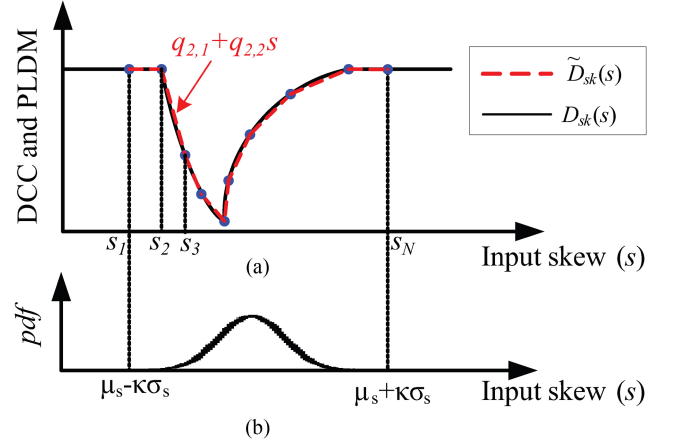 (a)
q2,1+q2,2s
D̃sk(s)
Dsk(s)
DCC and PLDM
s1 s2 s3 sN
Input skew (s)
(a)
pdf
μs-κσs μs+κσs
Input skew (s)
(b)